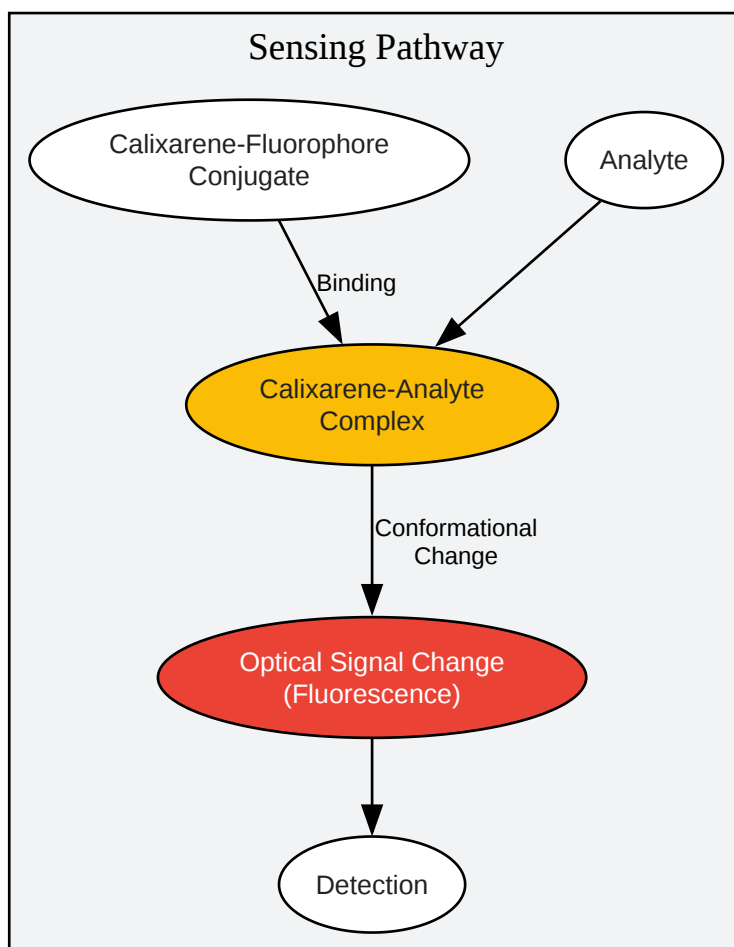 Sensing Pathway
Calixarene-Fluorophore
Conjugate
Analyte
Binding
Calixarene-Analyte
Complex
Conformational
Change
Optical Signal Change
(Fluorescence)
Detection